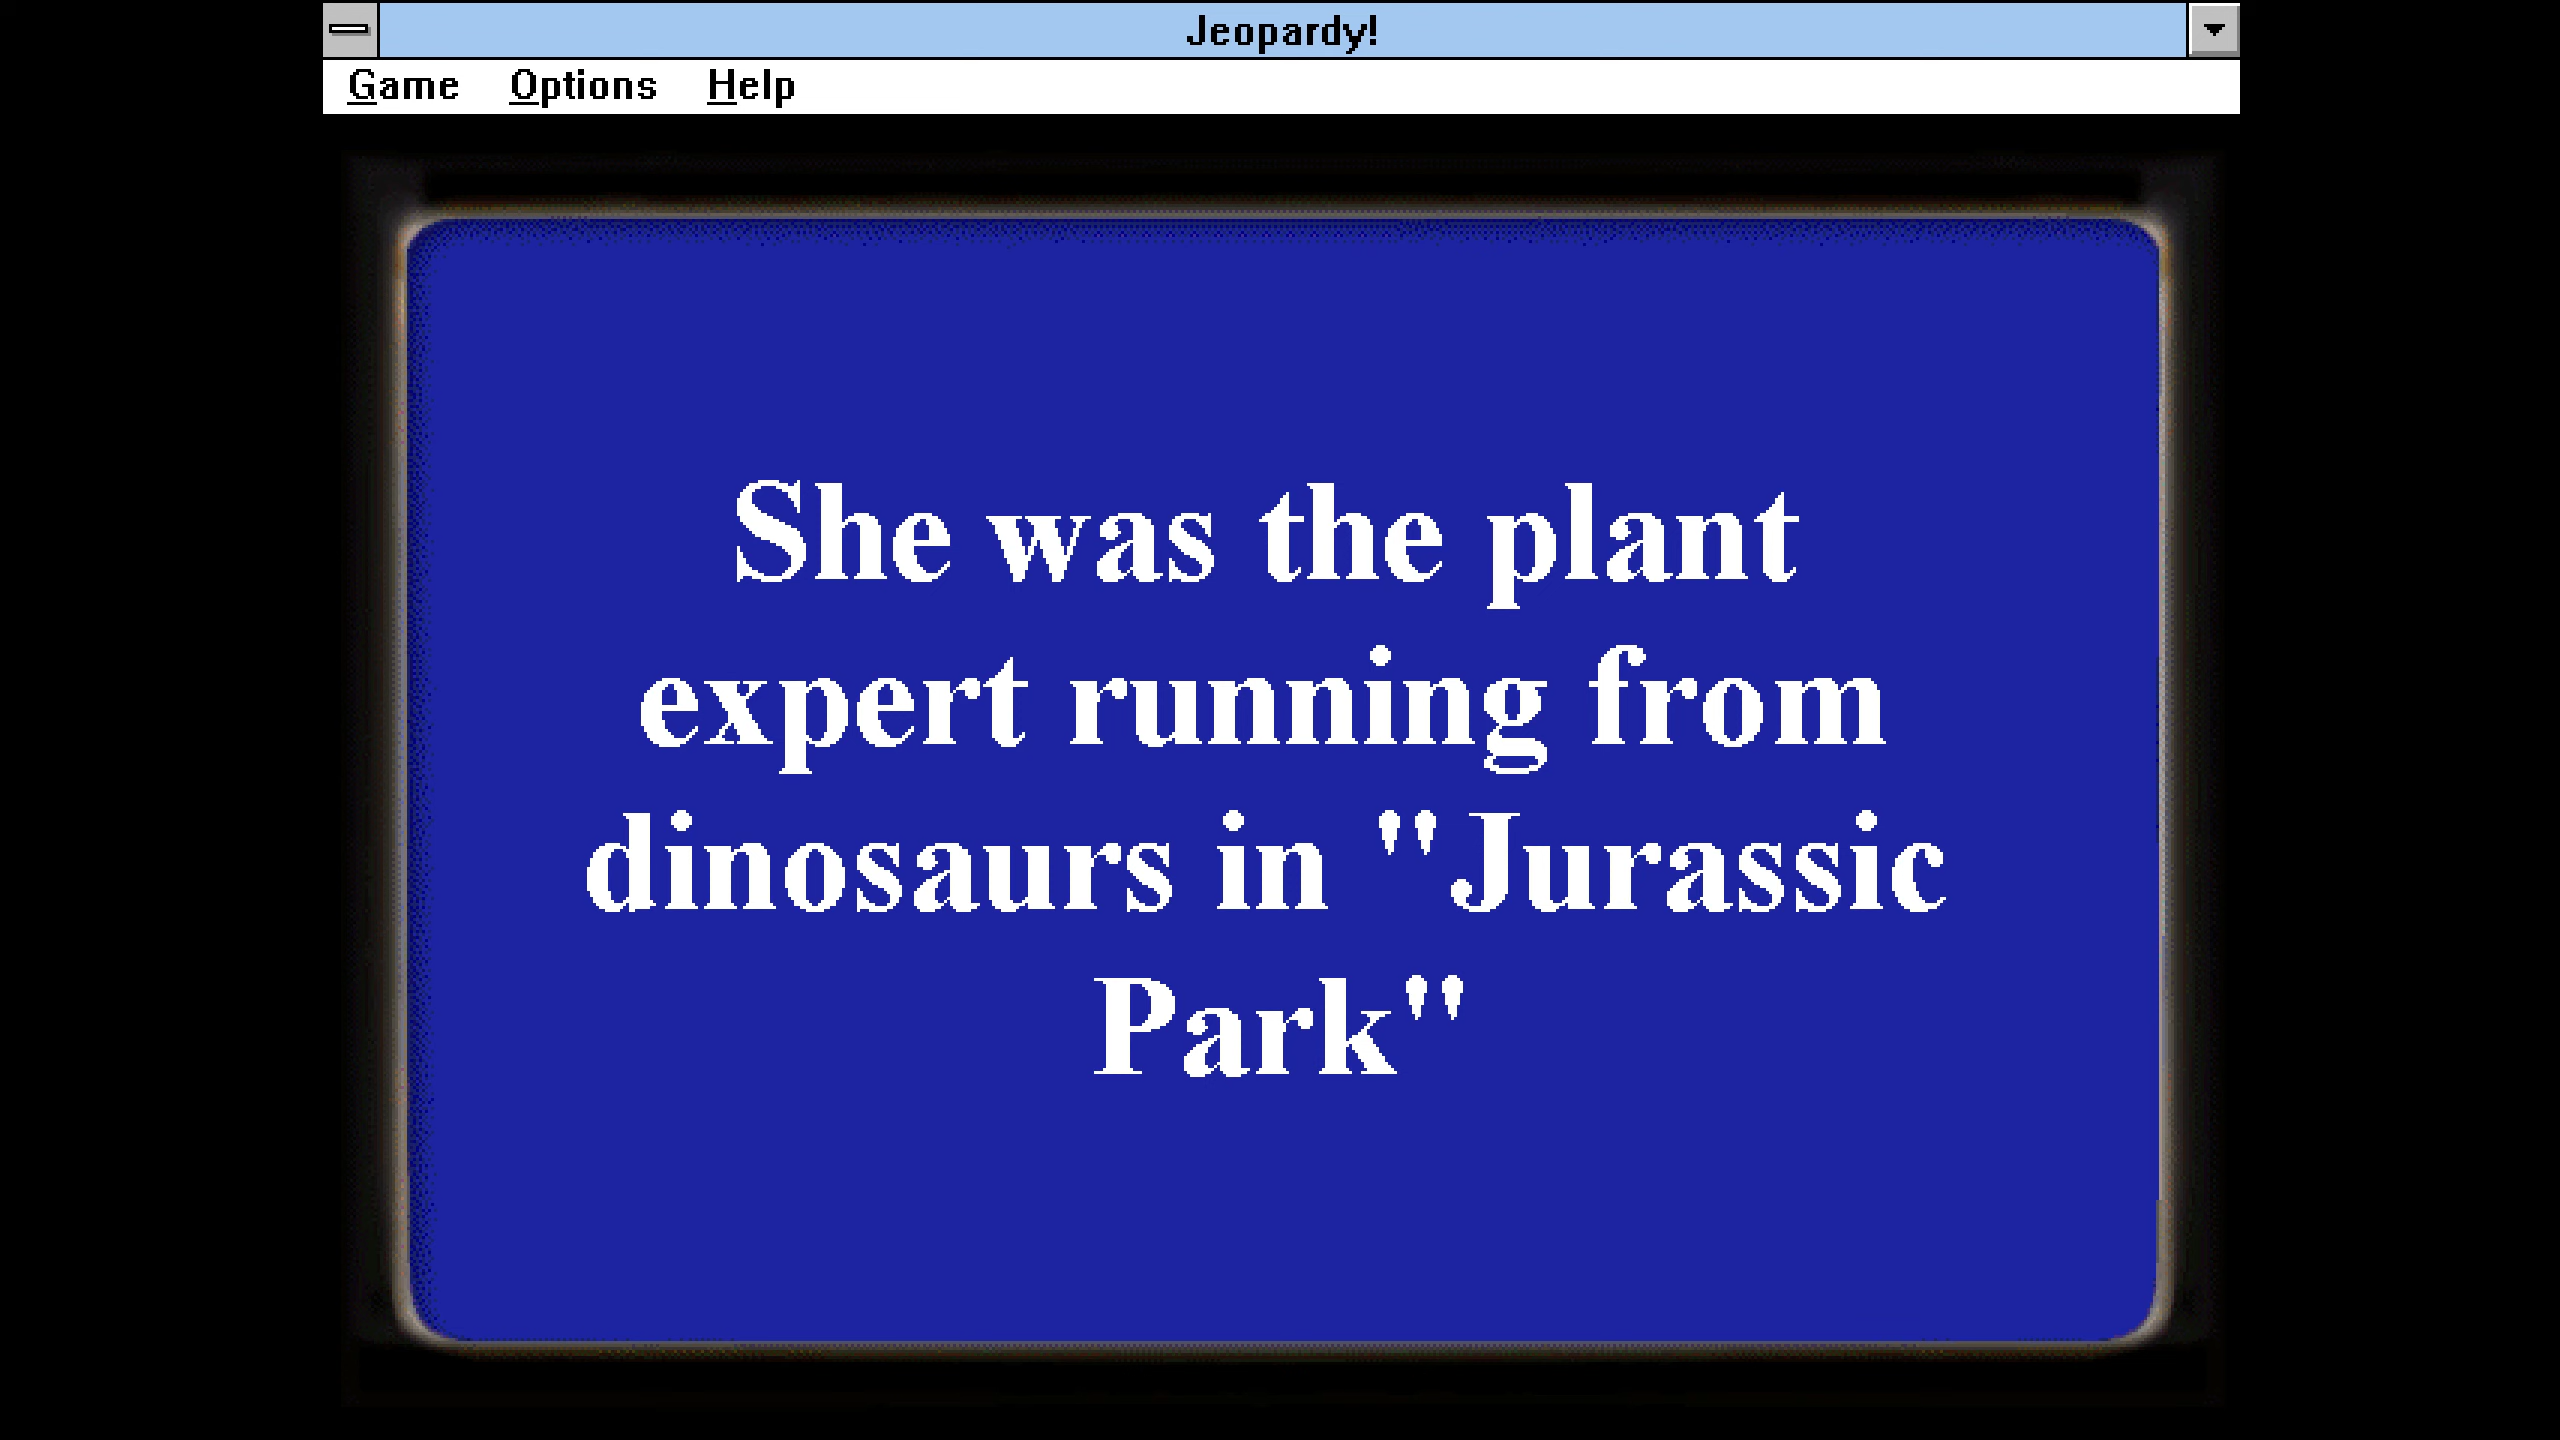 Jeopardy!
Game Options Help
She was the plant
expert running from
dinosaurs in "Jurassic
Park"